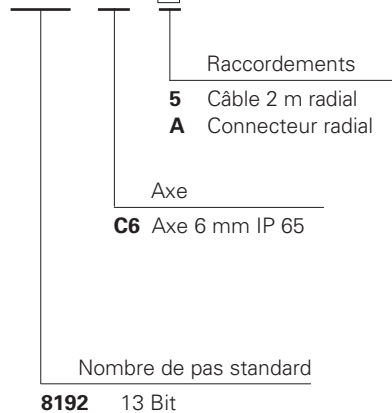 Raccordements
5 Câble 2 m radial
A Connecteur radial
Axe
C6 Axe 6 mm IP 65
Nombre de pas standard
8192 13 Bit